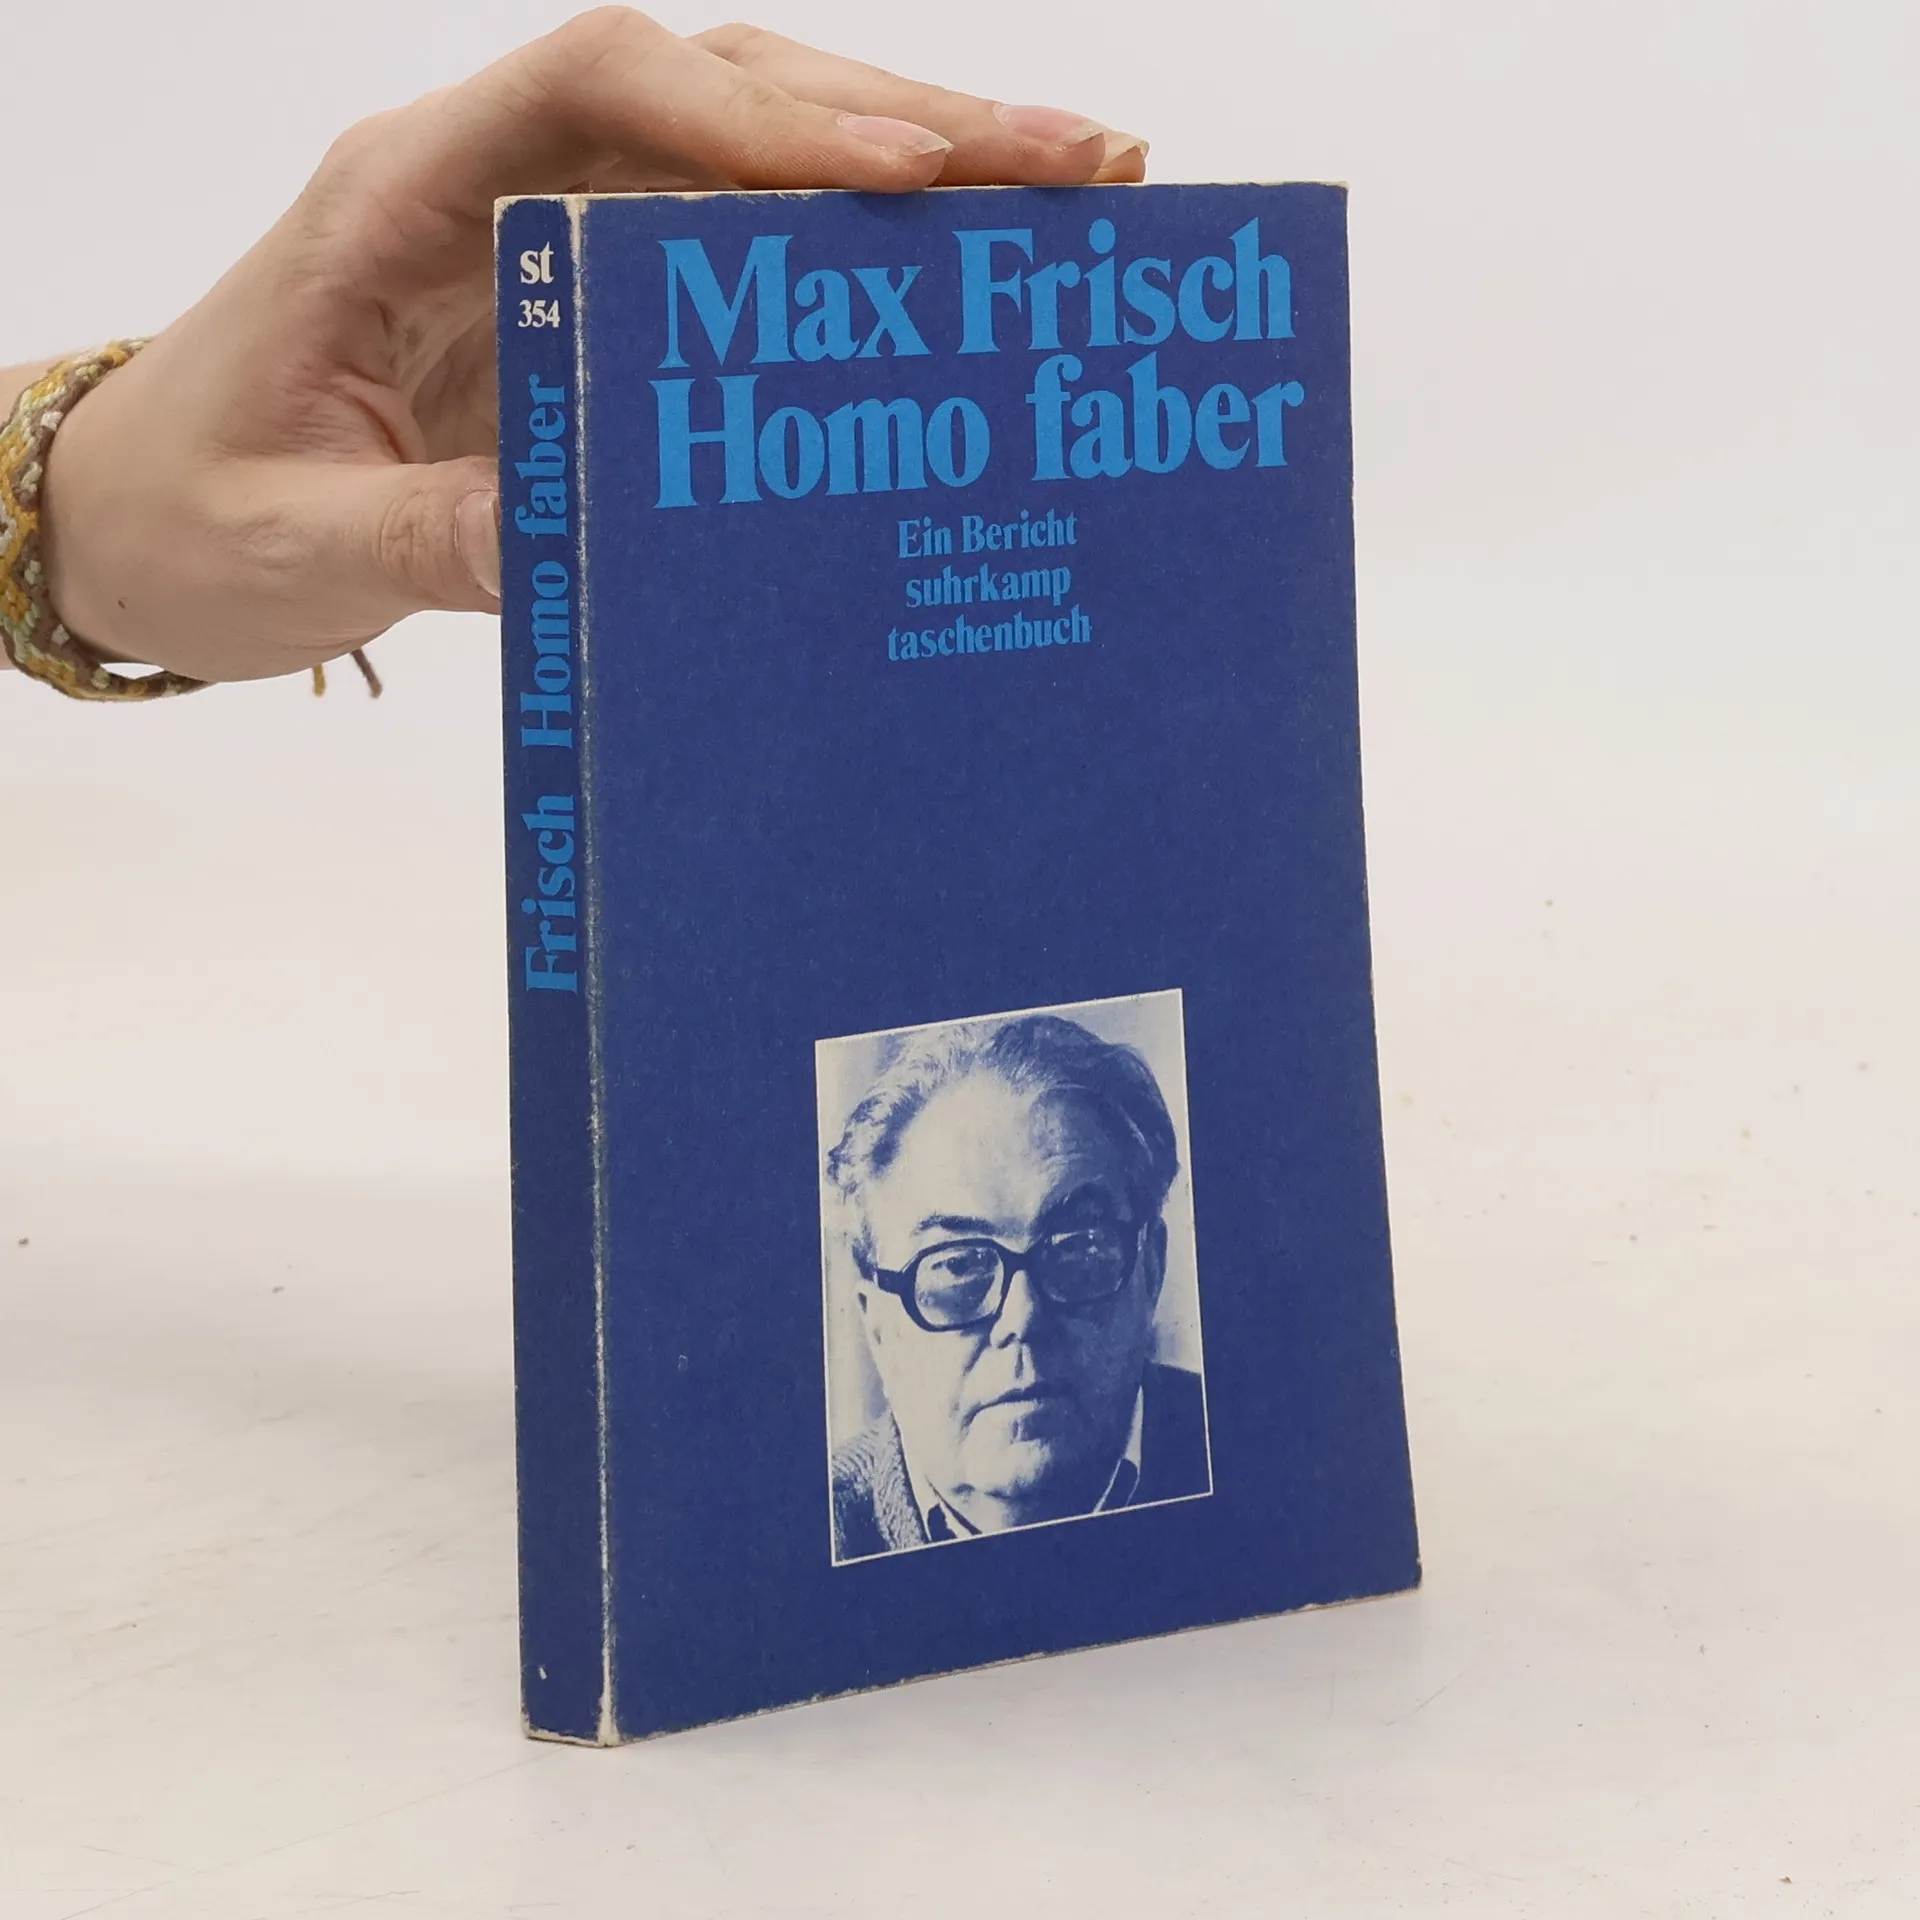 st
354
Frisch Homo faber
Max Frisch
Homo faber
Ein Bericht
suhrkamp
taschenbuch